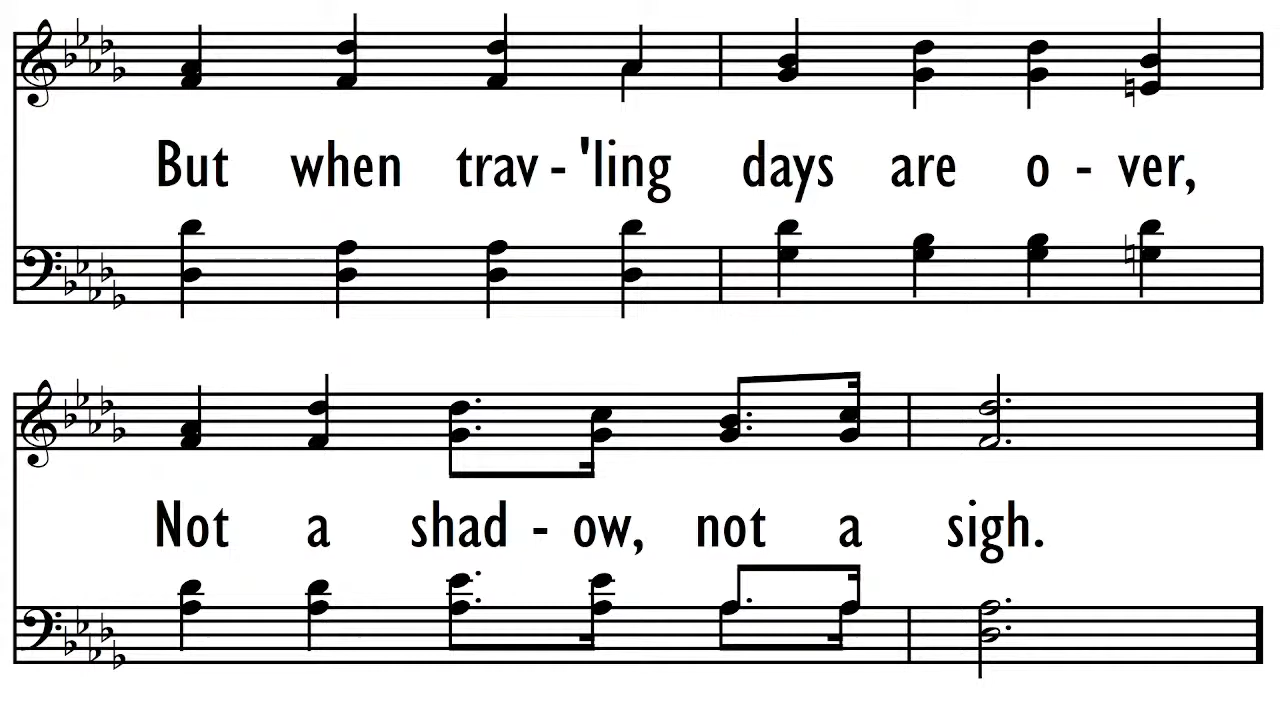 But when trav - 'ling days are o - ver,
Not a shad - ow, not a sigh.